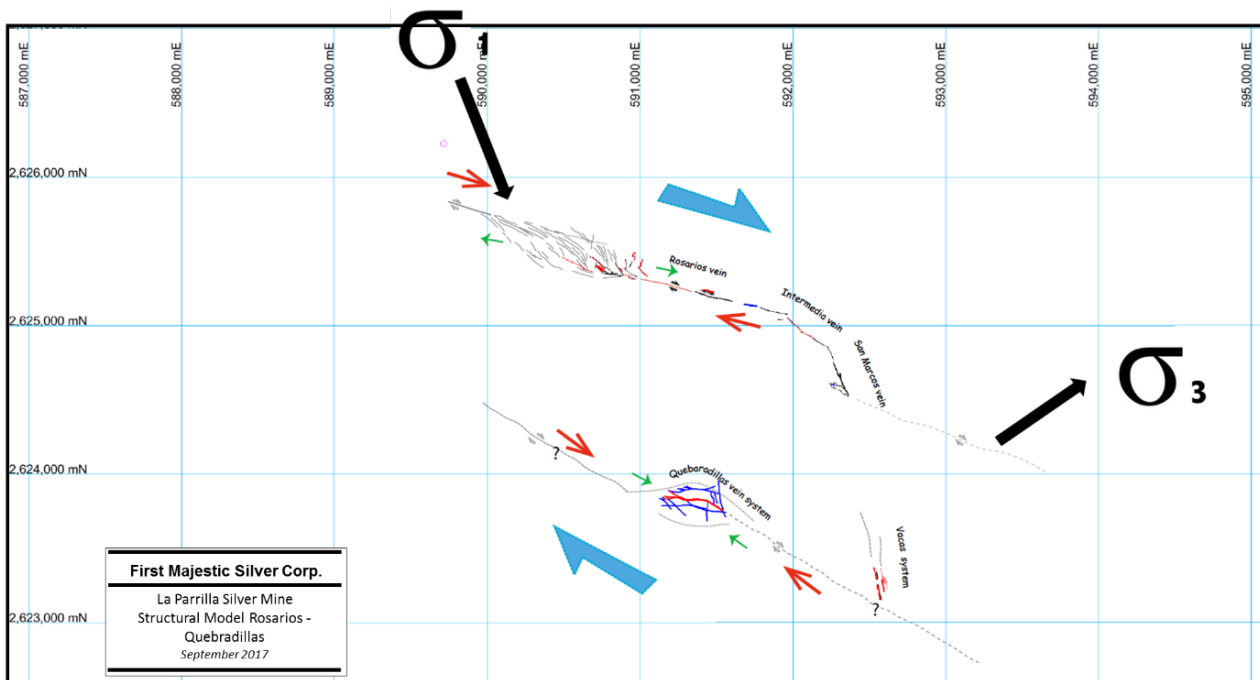 σ1
587,000 mE
588,000 mE
589,000 mE
590,000 mE
591,000 mE
592,000 mE
593,000 mE
594,000 mE
595,000 mE
2,626,000 mN
Rosarios vein
Intermedia vein
2,625,000 mN
San Marcos vein
σ3
2,624,000 mN
?
Quebaradillas vein system
Vacas system
?
2,623,000 mN
First Majestic Silver Corp.
La Parrilla Silver Mine
Structural Model Rosarios -
Quebradillas
September 2017